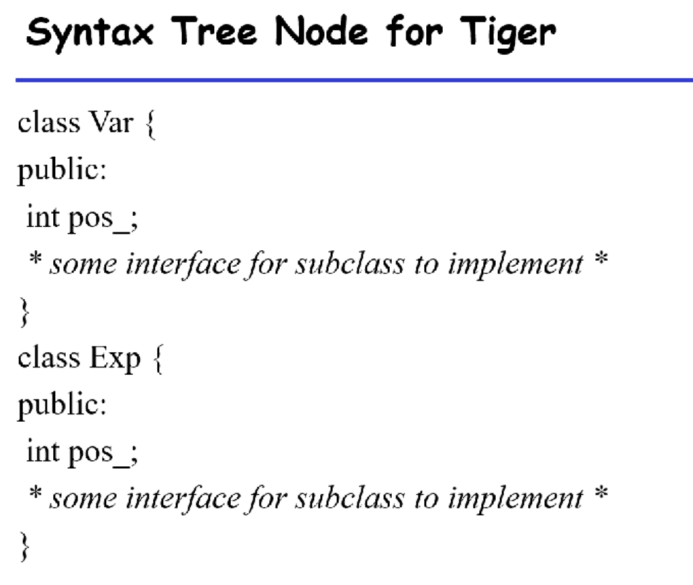 Syntax Tree Node for Tiger
class Var {
public:
int pos_;
* some interface for subclass to implement *
}
class Exp {
public:
int pos_;
* some interface for subclass to implement *
}